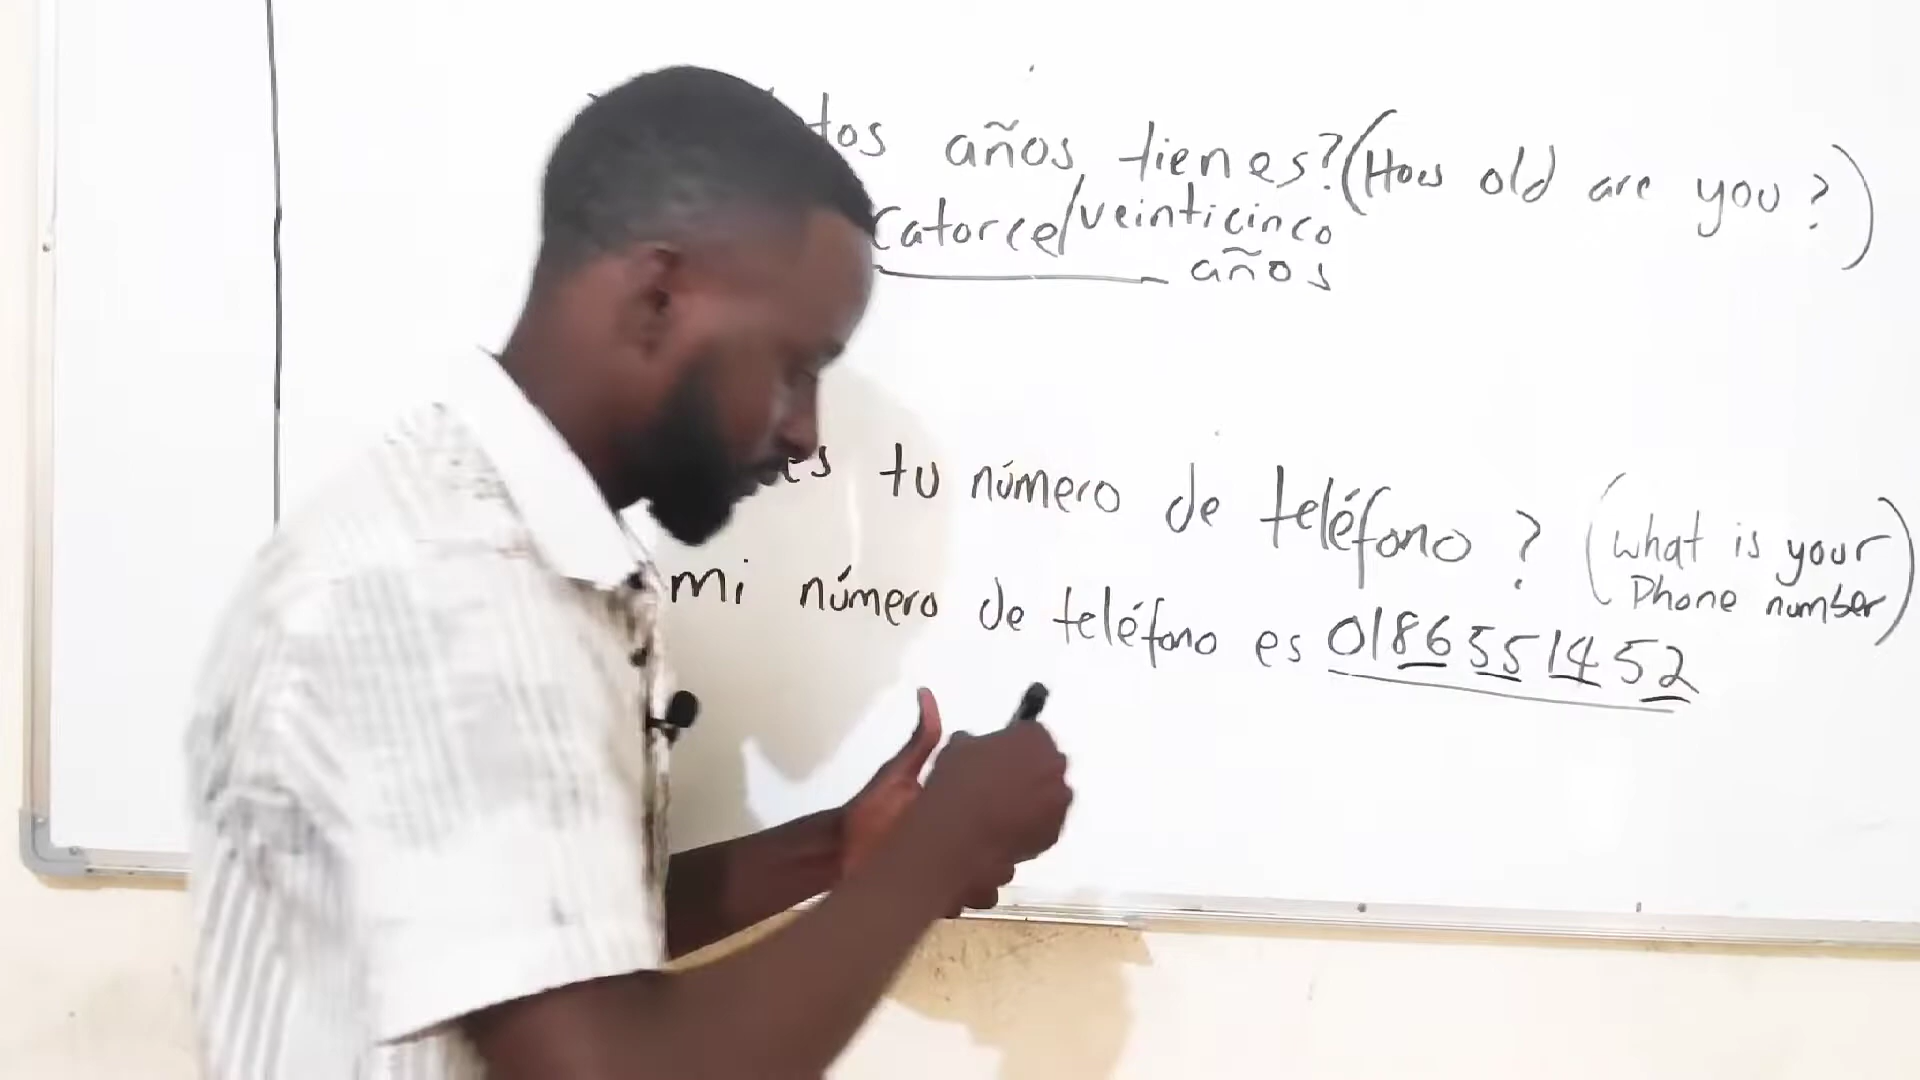 tos años tienes? (How old are you?)
catorce/veinticinco
años
es tu número de teléfono? (what is your
Phone number)
mi número de teléfono es 0186551452